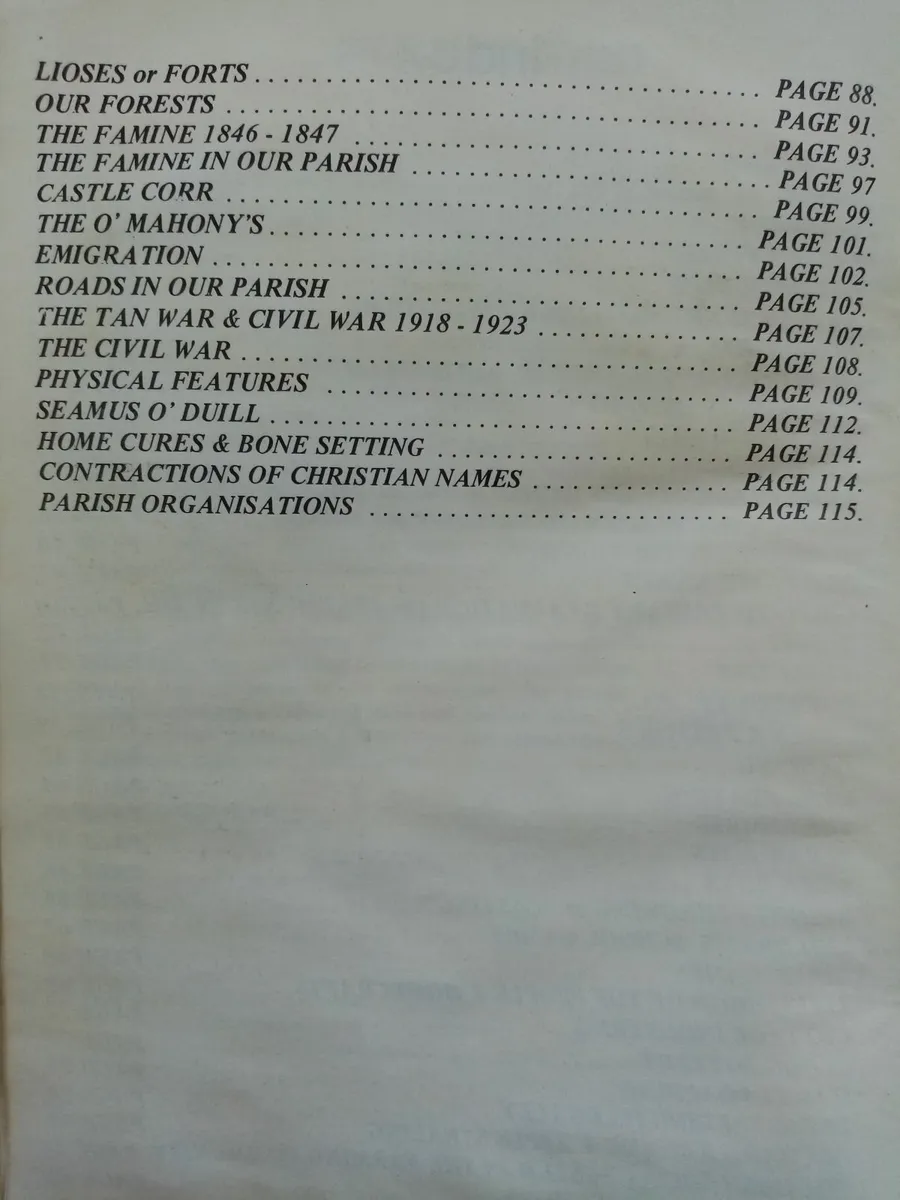 LIOSES or FORTS . . . . . . . . . . . . . . . . . . . . . . . . . . . . . . . . . . . . PAGE 88.
OUR FORESTS . . . . . . . . . . . . . . . . . . . . . . . . . . . . . . . . . . . . . . PAGE 91.
THE FAMINE 1846 - 1847 . . . . . . . . . . . . . . . . . . . . . . . . . . . . . PAGE 93.
THE FAMINE IN OUR PARISH . . . . . . . . . . . . . . . . . . . . . . . . . . PAGE 97
CASTLE CORR . . . . . . . . . . . . . . . . . . . . . . . . . . . . . . . . . . . . . . PAGE 99.
THE O' MAHONY'S . . . . . . . . . . . . . . . . . . . . . . . . . . . . . . . . . . PAGE 101.
EMIGRATION . . . . . . . . . . . . . . . . . . . . . . . . . . . . . . . . . . . . . . PAGE 102.
ROADS IN OUR PARISH . . . . . . . . . . . . . . . . . . . . . . . . . . . . . PAGE 105.
THE TAN WAR & CIVIL WAR 1918 - 1923 . . . . . . . . . . . . . . . PAGE 107.
THE CIVIL WAR . . . . . . . . . . . . . . . . . . . . . . . . . . . . . . . . . . . . PAGE 108.
PHYSICAL FEATURES . . . . . . . . . . . . . . . . . . . . . . . . . . . . . . . PAGE 109.
SEAMUS O' DUILL . . . . . . . . . . . . . . . . . . . . . . . . . . . . . . . . . . PAGE 112.
HOME CURES & BONE SETTING . . . . . . . . . . . . . . . . . . . . . . PAGE 114.
CONTRACTIONS OF CHRISTIAN NAMES . . . . . . . . . . . . . . . PAGE 114.
PARISH ORGANISATIONS . . . . . . . . . . . . . . . . . . . . . . . . . . . PAGE 115.